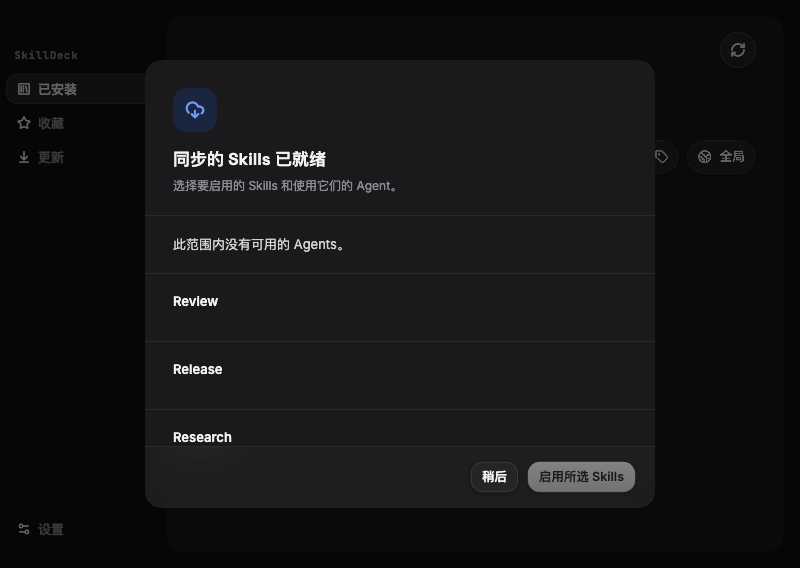 SkillDeck
已安装
收藏
更新
全局
同步的 Skills 已就绪
选择要启用的 Skills 和使用它们的 Agent。
此范围内没有可用的 Agents。
Review
Release
Research
稍后
启用所选 Skills
设置